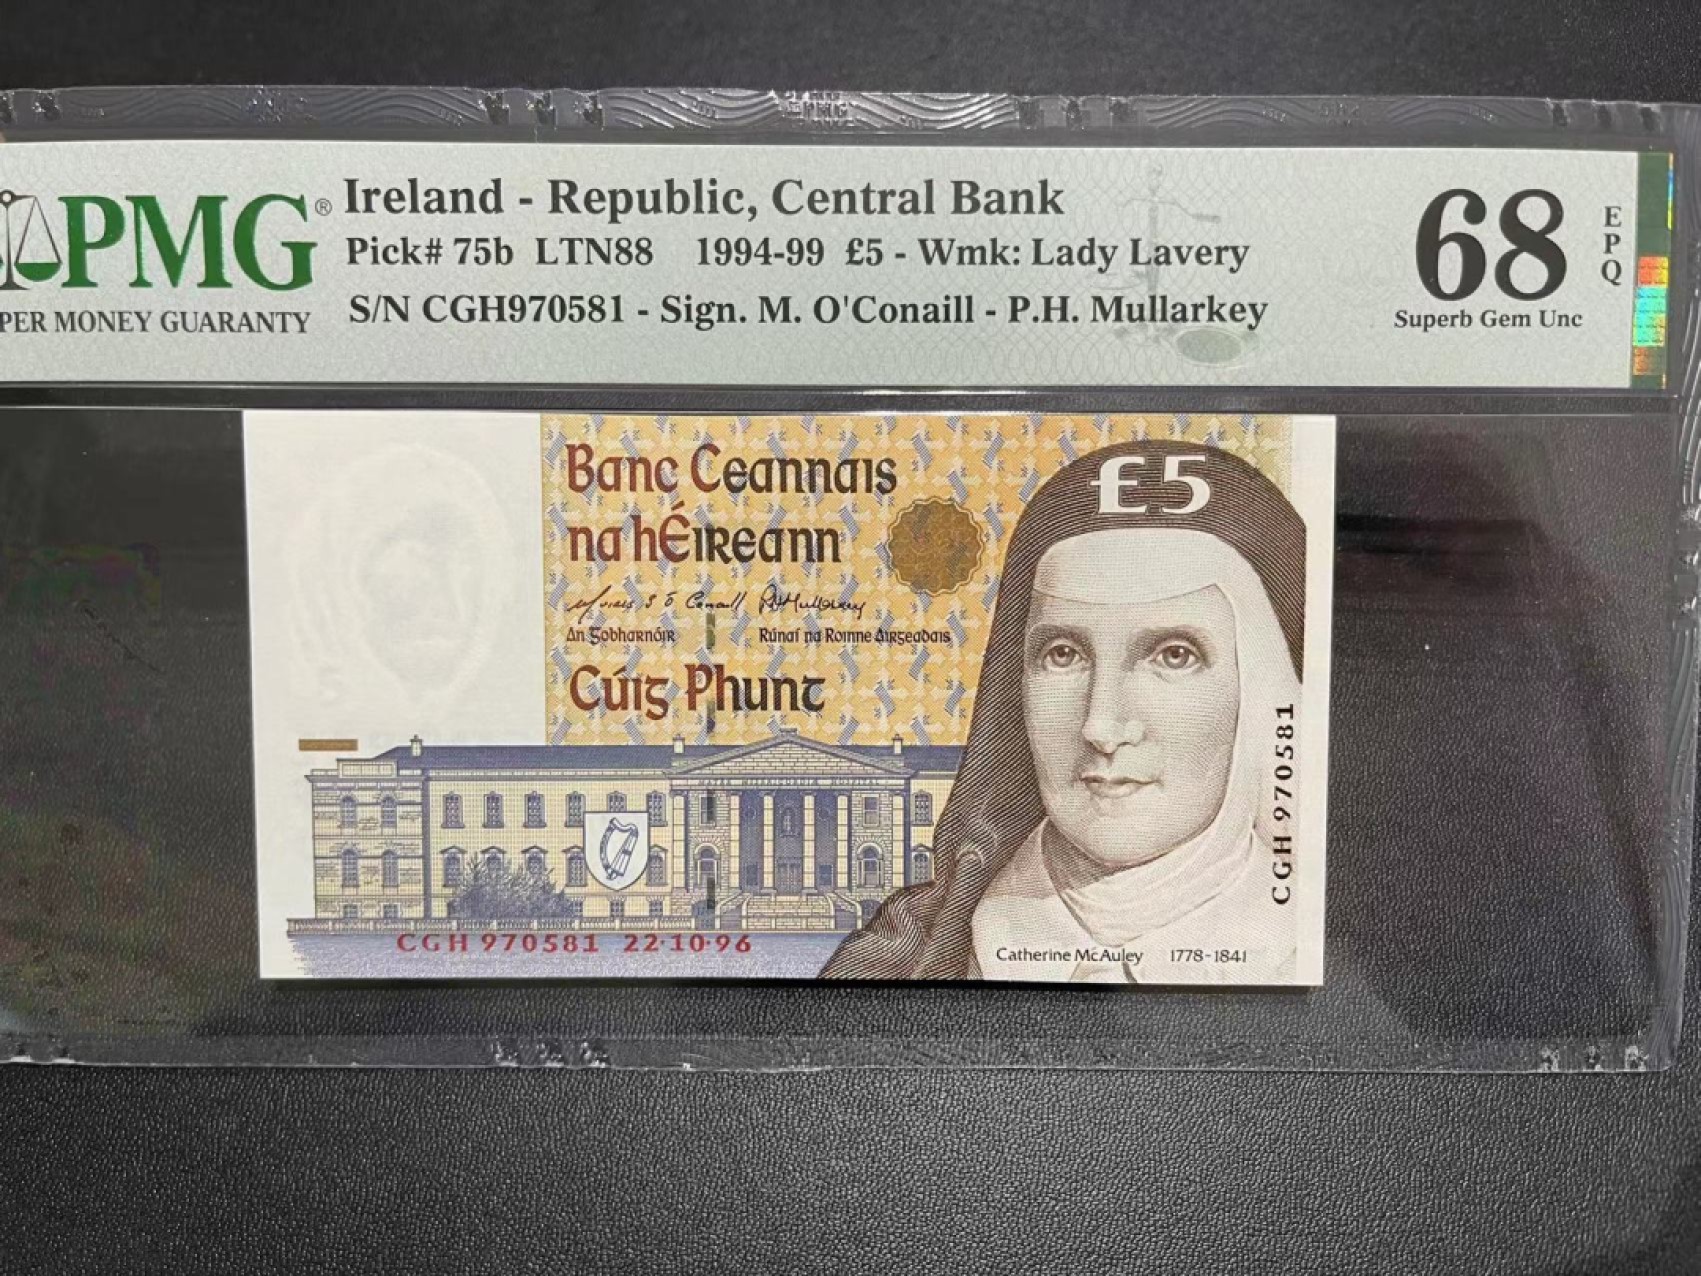 PMG®
PER MONEY GUARANTY
Ireland - Republic, Central Bank
Pick# 75b LTN88 1994-99 £5 - Wmk: Lady Lavery
S/N CGH970581 - Sign. M. O'Conaill - P.H. Mullarkey
68
EPQ
Superb Gem Unc
Banc Ceannais
na hÉireann
£5
An Gobharnóir Rúnaí na Roinne Airgeadais
Cúig Phunt
CGH 970581 22·10·96
Catherine McAuley 1778-1841
CGH 970581